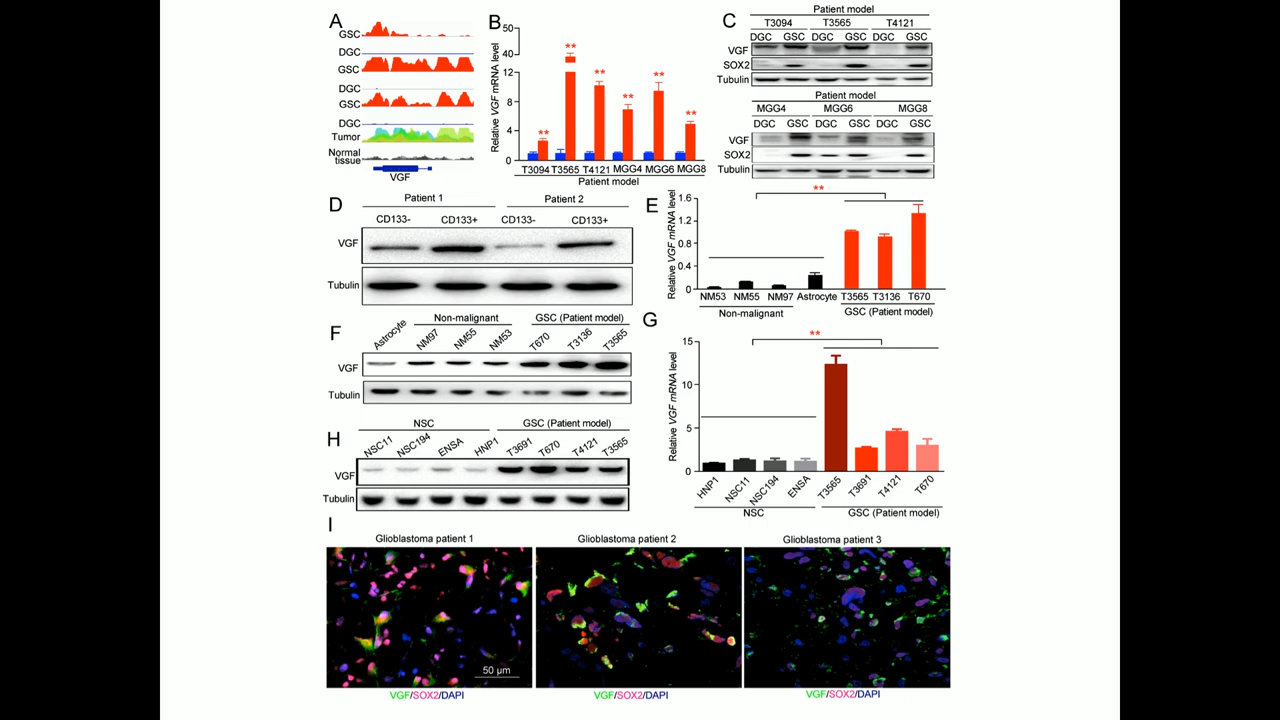 A
GSC
DGC
GSC
DGC
GSC
DGC
Tumor
Normal
tissue
VGF
B
Relative VGF mRNA level
50
40
30
12
8
4
0
** ** ** ** ** **
T3094 T3565 T4121 MGG4 MGG6 MGG8
Patient model
C
Patient model
T3094 T3565 T4121
DGC GSC DGC GSC DGC GSC
VGF
SOX2
Tubulin
Patient model
MGG4 MGG6 MGG8
DGC GSC DGC GSC DGC GSC
VGF
SOX2
Tubulin
D
Patient 1 Patient 2
CD133- CD133+ CD133- CD133+
VGF
Tubulin
E
Relative VGF mRNA level
1.6
1.2
0.8
0.4
0
**
NM53 NM55 NM97 Astrocyte T3565 T3136 T670
Non-malignant GSC (Patient model)
F
Non-malignant GSC (Patient model)
Astrocyte NM97 NM55 NM53 T670 T3136 T3565
VGF
Tubulin
G
Relative VGF mRNA level
15
10
5
0
**
HNP1 NSC11 NSC194 ENSA T3565 T3691 T4121 T670
NSC GSC (Patient model)
H
NSC GSC (Patient model)
NSC11 NSC194 ENSA HNP1 T3691 T670 T4121 T3565
VGF
Tubulin
I
Glioblastoma patient 1 Glioblastoma patient 2 Glioblastoma patient 3
50 µm
VGF/SOX2/DAPI VGF/SOX2/DAPI VGF/SOX2/DAPI